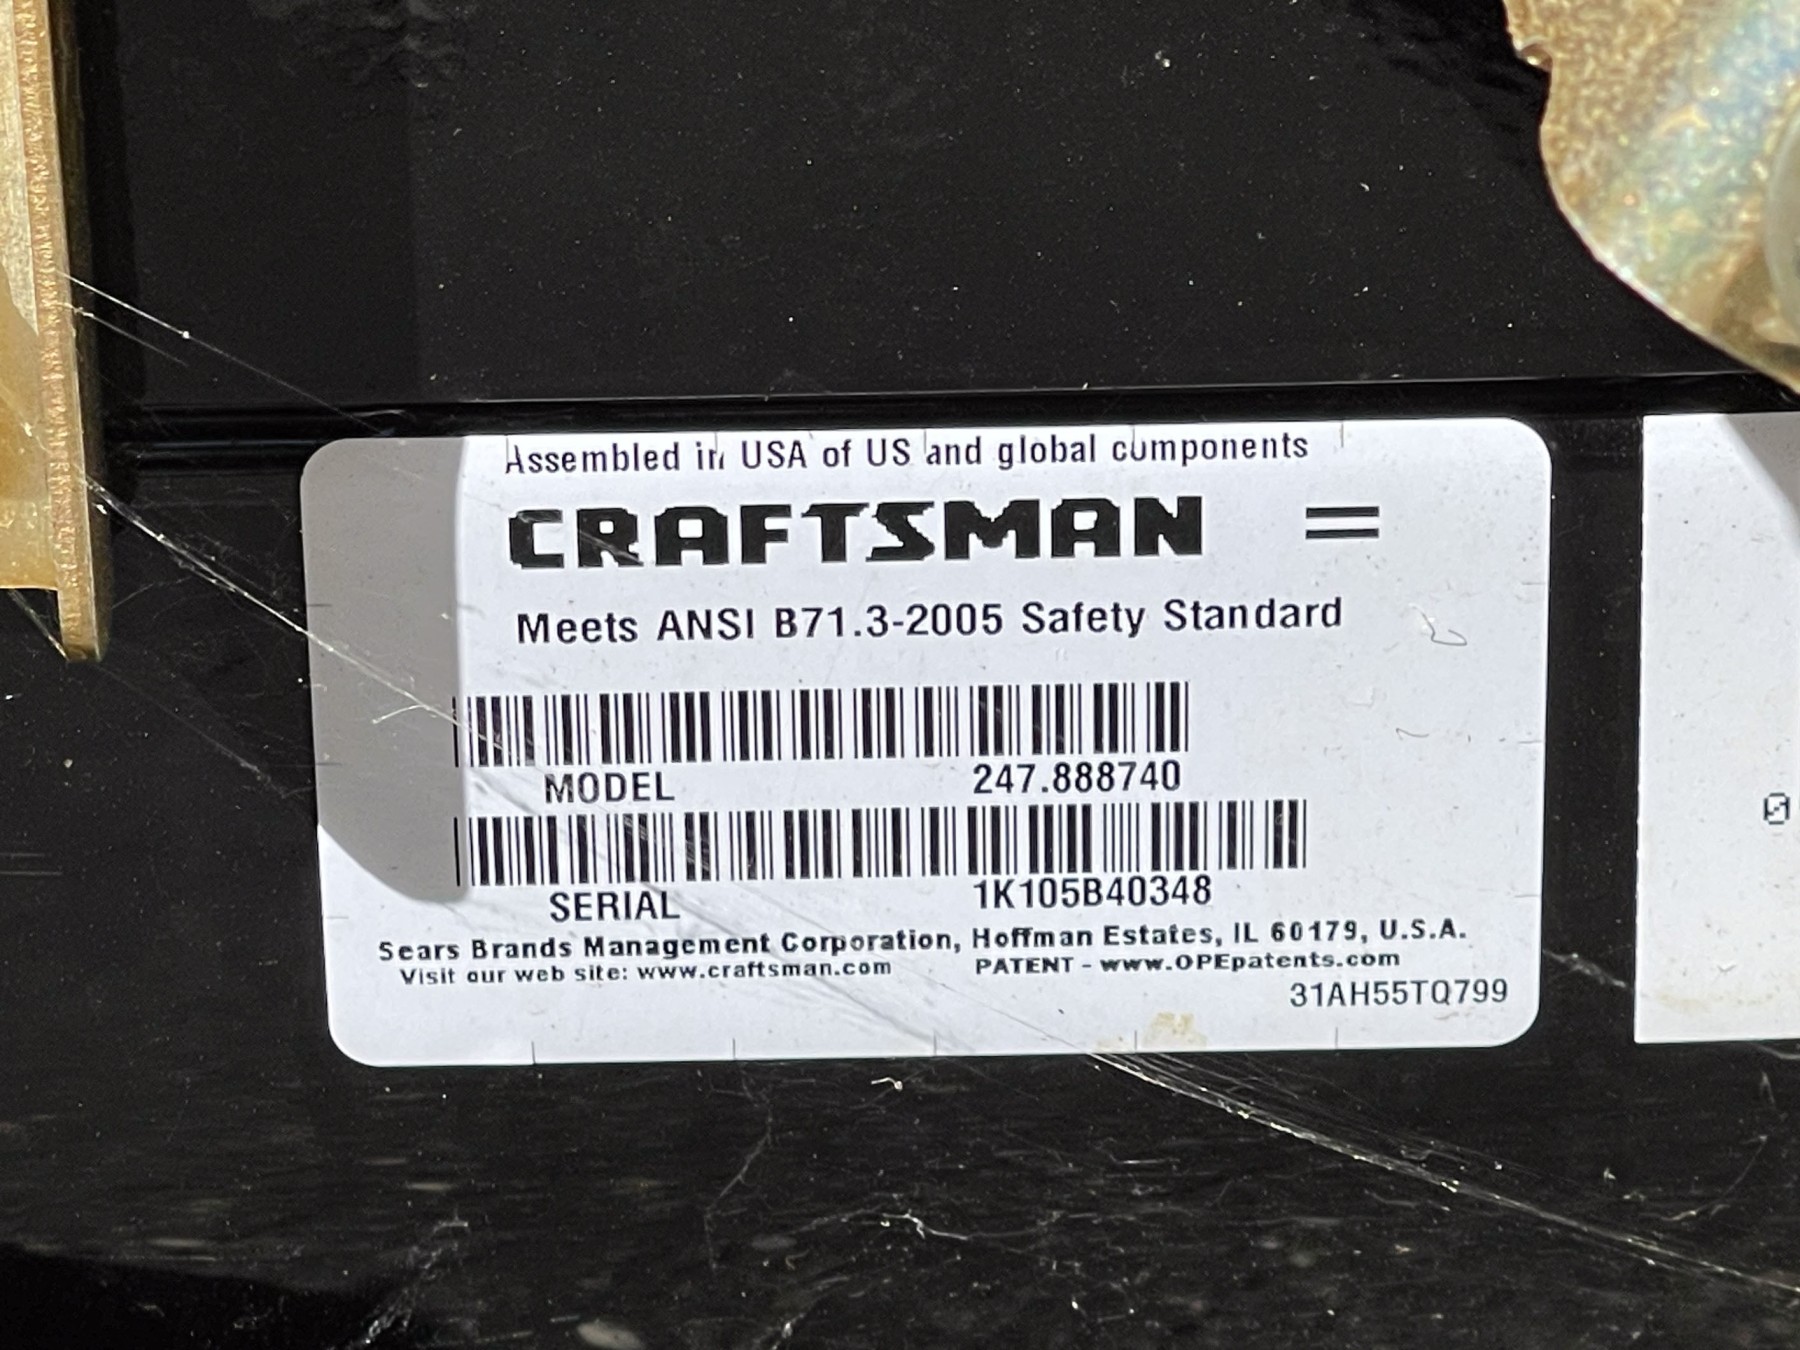 Assembled in USA of US and global components
CRAFTSMAN =
Meets ANSI B71.3-2005 Safety Standard
MODEL 247.888740
SERIAL 1K105B40348
Sears Brands Management Corporation, Hoffman Estates, IL 60179, U.S.A.
Visit our web site: www.craftsman.com PATENT - www.OPEpatents.com
31AH55TQ799
0